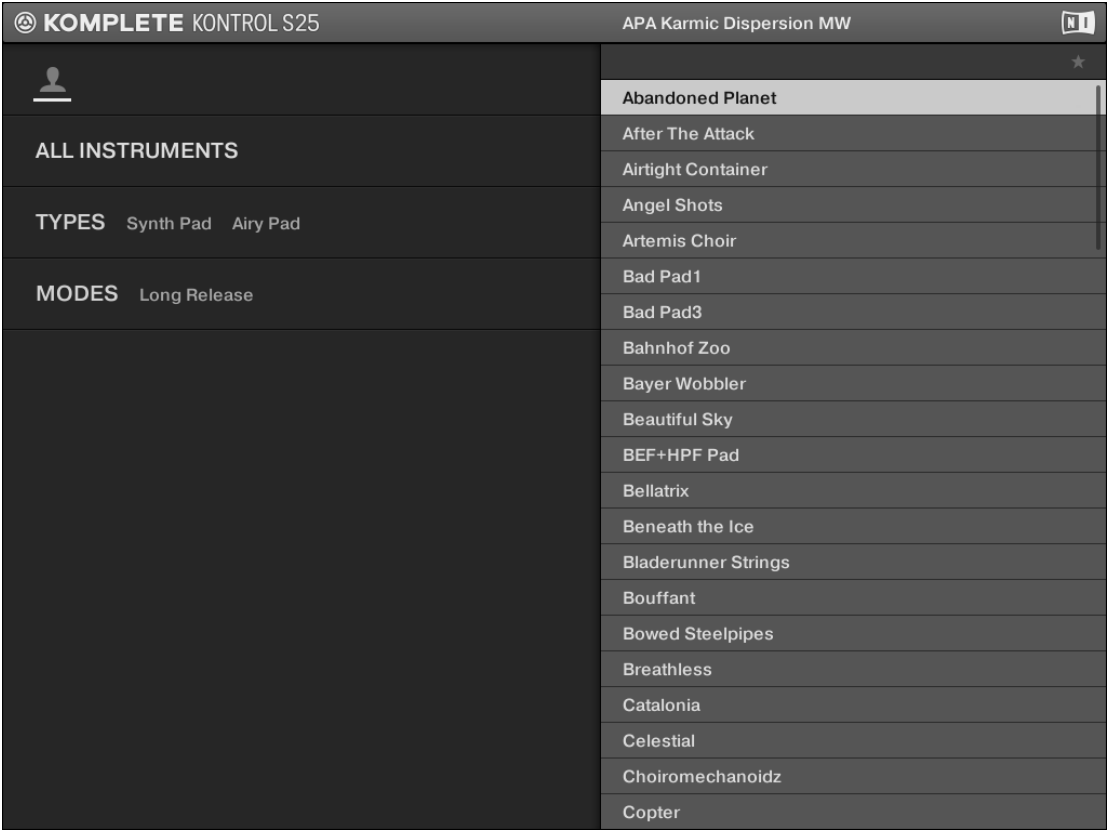 KOMPLETE KONTROL S25
APA Karmic Dispersion MW
NI
ALL INSTRUMENTS
TYPES Synth Pad Airy Pad
MODES Long Release
Abandoned Planet
After The Attack
Airtight Container
Angel Shots
Artemis Choir
Bad Pad1
Bad Pad3
Bahnhof Zoo
Bayer Wobbler
Beautiful Sky
BEF+HPF Pad
Bellatrix
Beneath the Ice
Bladerunner Strings
Bouffant
Bowed Steelpipes
Breathless
Catalonia
Celestial
Choiromechanoidz
Copter